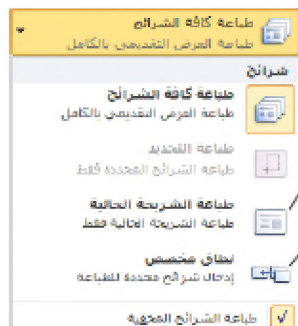 طباعة كافة الشرائح
طباعة العرض التقديمي بالكامل
شرائح
طباعة كافة الشرائح
طباعة العرض التقديمي بالكامل
طباعة التحديد
طباعة الشرائح المحددة فقط
طباعة الشريحة الحالية
طباعة الشريحة الحالية فقط
نطاق مخصص
إدخال شرائح محددة للطباعة
طباعة الشرائح المخفية